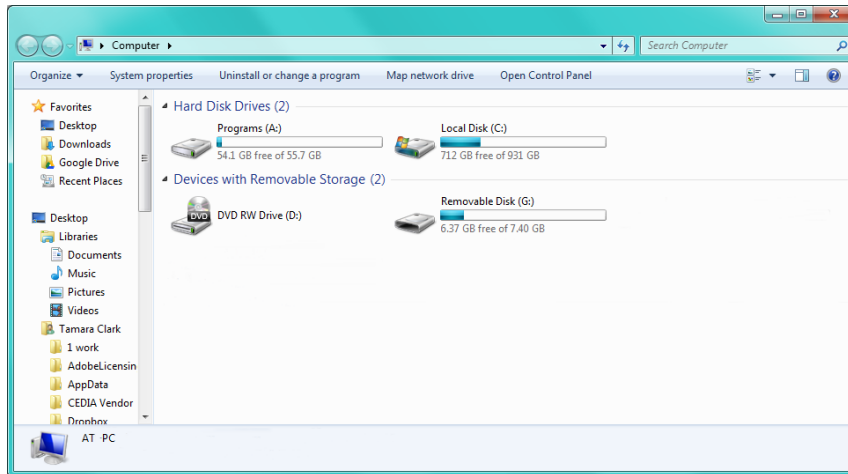 Computer
Search Computer
Organize System properties Uninstall or change a program Map network drive Open Control Panel
Favorites
Desktop
Downloads
Google Drive
Recent Places
Desktop
Libraries
Documents
Music
Pictures
Videos
Tamara Clark
1 work
AdobeLicensin
AppData
CEDIA Vendor
Dropbox
Hard Disk Drives (2)
Programs (A:)
54.1 GB free of 55.7 GB
Local Disk (C:)
712 GB free of 931 GB
Devices with Removable Storage (2)
DVD
DVD RW Drive (D:)
Removable Disk (G:)
6.37 GB free of 7.40 GB
AT PC